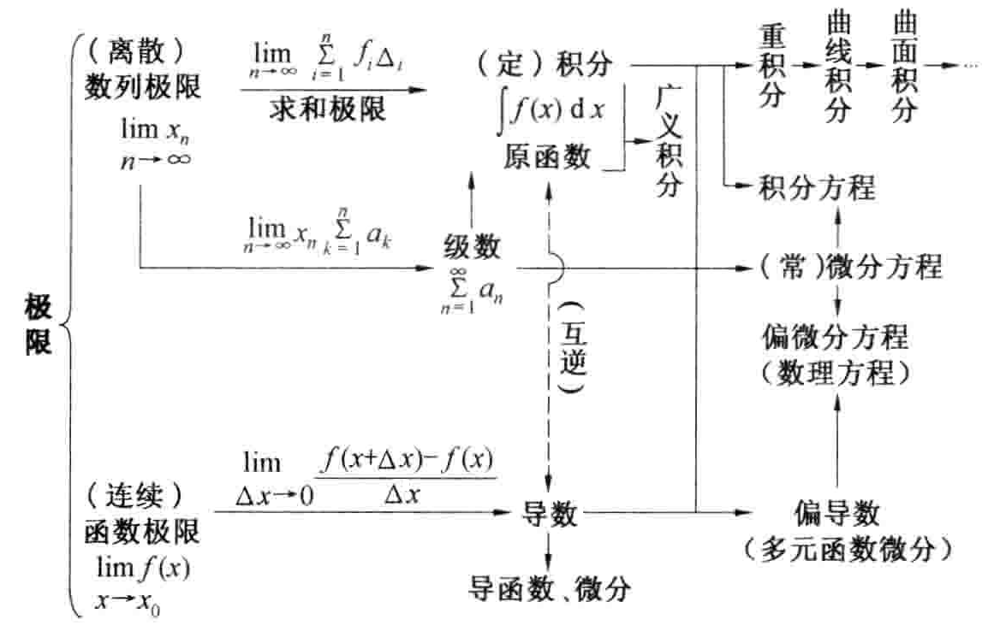 极限
(离散)
数列极限
lim xₙ
n→∞
lim n→∞ Σ i=1 n fᵢΔᵢ
求和极限
(定)积分
∫f(x) dx
原函数
广义积分
重积分
曲线积分
曲面积分
…
积分方程
lim n→∞ xₙ Σ k=1 n aₖ
级数
Σ n=1 ∞ aₙ
(常)微分方程
(互逆)
偏微分方程
(数理方程)
(连续)
函数极限
lim f(x)
x→x₀
lim Δx→0 f(x+Δx)−f(x) / Δx
导数
导函数、微分
偏导数
(多元函数微分)